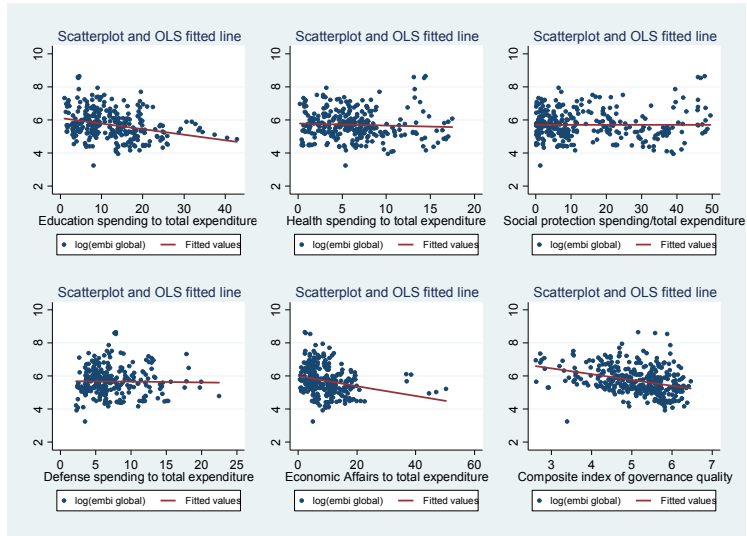 Scatterplot and OLS fitted line
10
8
6
4
2
0 10 20 30 40
Education spending to total expenditure
log(embi global) Fitted values
Scatterplot and OLS fitted line
10
8
6
4
2
0 5 10 15 20
Health spending to total expenditure
log(embi global) Fitted values
Scatterplot and OLS fitted line
10
8
6
4
2
0 10 20 30 40 50
Social protection spending/total expenditure
log(embi global) Fitted values
Scatterplot and OLS fitted line
10
8
6
4
2
0 5 10 15 20 25
Defense spending to total expenditure
log(embi global) Fitted values
Scatterplot and OLS fitted line
10
8
6
4
2
0 20 40 60
Economic Affairs to total expenditure
log(embi global) Fitted values
Scatterplot and OLS fitted line
10
8
6
4
2
3 4 5 6 7
Composite index of governance quality
log(embi global) Fitted values